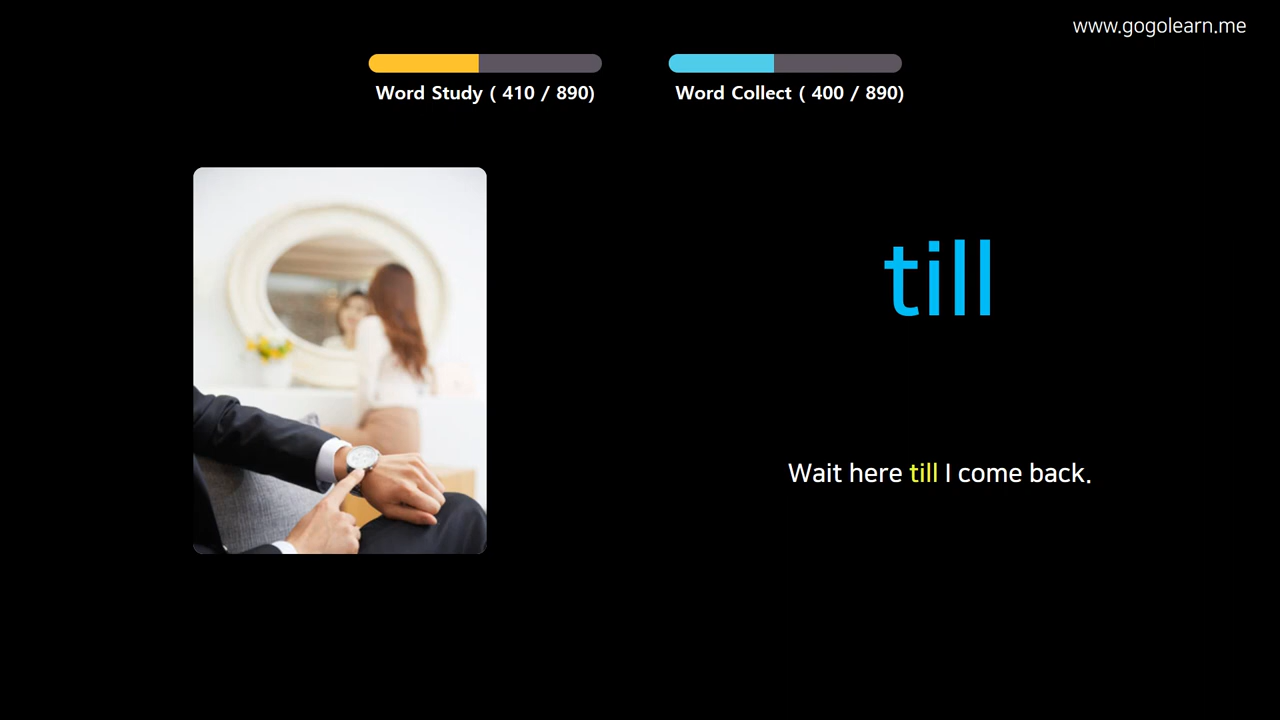 www.gogolearn.me
Word Study ( 410 / 890)
Word Collect ( 400 / 890)
till
Wait here till I come back.